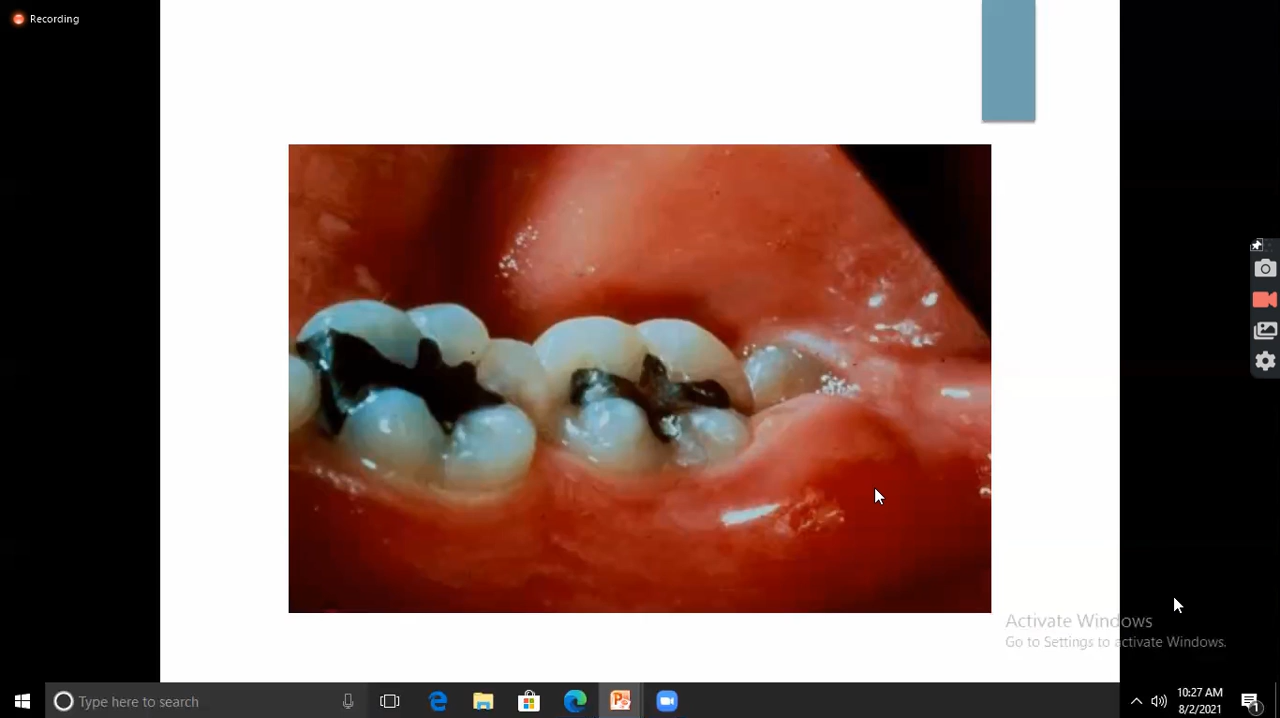 Recording
Activate Windows
Go to Settings to activate Windows.
Type here to search
10:27 AM
8/2/2021
1